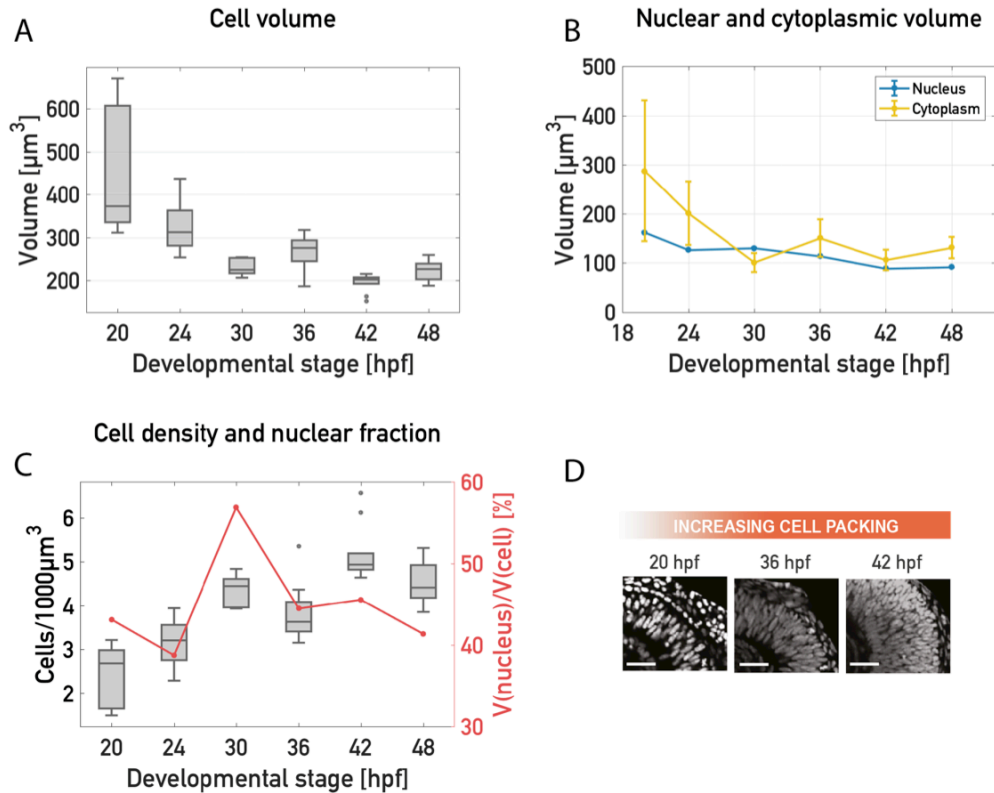 A
Cell volume
Volume [µm³]
600
500
400
300
200
20 24 30 36 42 48
Developmental stage [hpf]
B
Nuclear and cytoplasmic volume
Volume [µm³]
500
400
300
200
100
0
Nucleus
Cytoplasm
18 24 30 36 42 48
Developmental stage [hpf]
Cell density and nuclear fraction
C
Cells/1000µm³
6
5
4
3
2
60
50
40
30
V(nucleus)/V(cell) [%]
20 24 30 36 42 48
Developmental stage [hpf]
D
INCREASING CELL PACKING
20 hpf 36 hpf 42 hpf